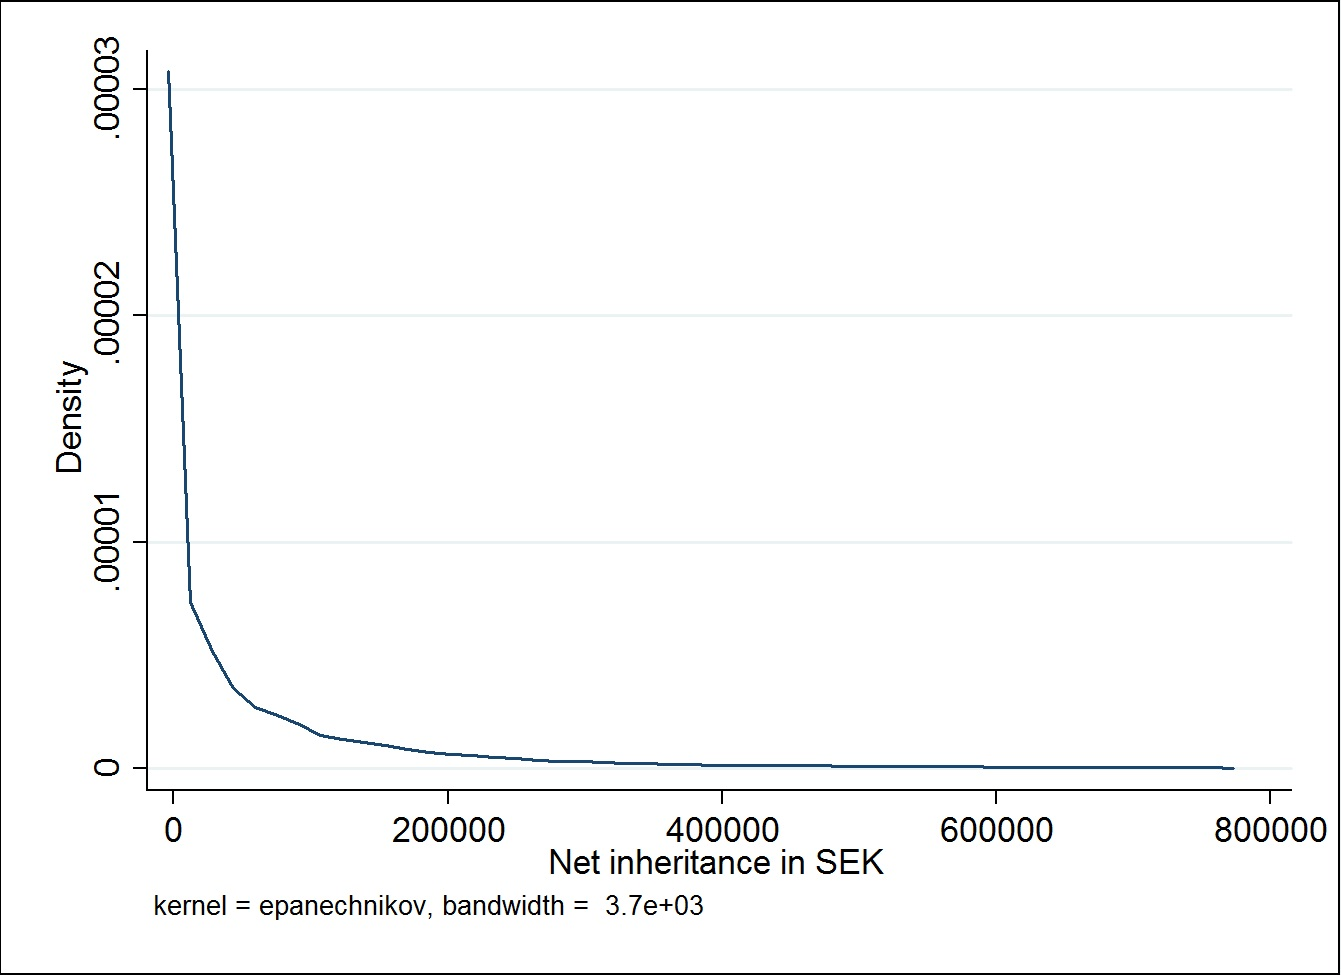 .00003
.00002
.00001
0
Density
0 200000 400000 600000 800000
Net inheritance in SEK
kernel = epanechnikov, bandwidth = 3.7e+03